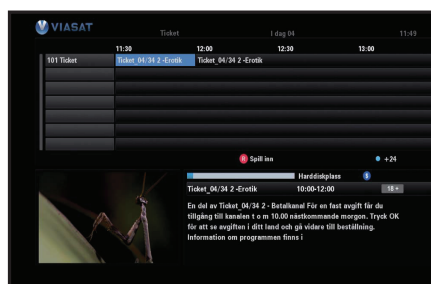 VIASAT
Ticket I dag 04 11:49
11:30 12:00 12:30 13:00
101 Ticket Ticket_04/34 2 -Erotik Ticket_04/34 2 -Erotik
R Spill inn +24
Harddiskplass S
Ticket_04/34 2 -Erotik 10:00-12:00 18 +
En del av Ticket_04/34 2 - Betalkanal För en fast avgift får du
tillgång till kanalen t o m 10.00 nästkommande morgon. Tryck OK
för att se avgiften i ditt land och gå vidare till beställning.
Information om programmen finns i